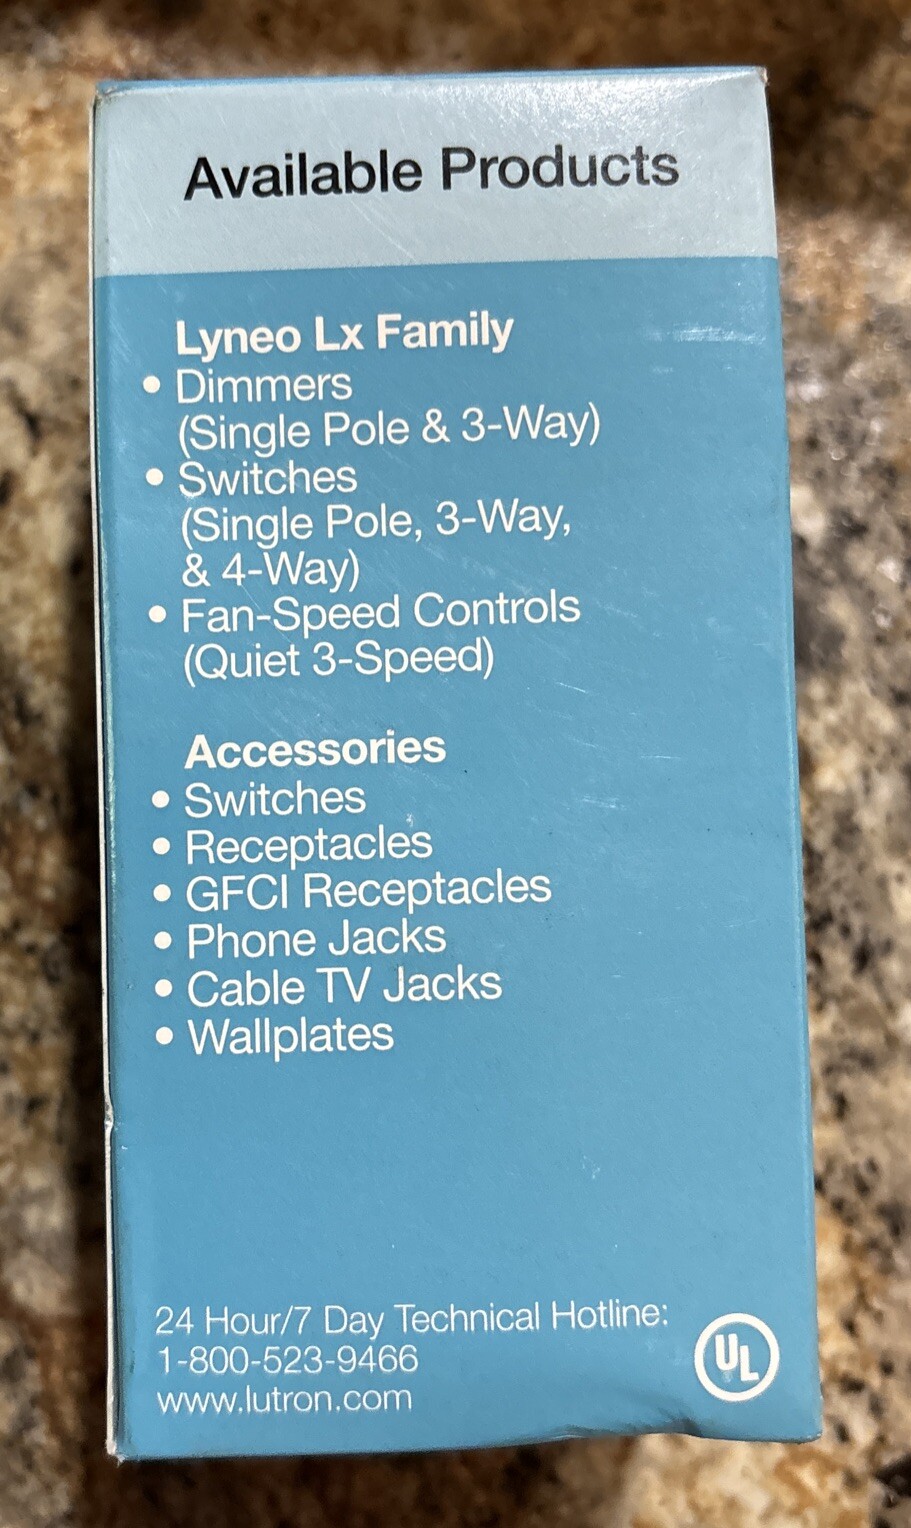 Available Products
Lyneo Lx Family
• Dimmers
(Single Pole & 3-Way)
• Switches
(Single Pole, 3-Way,
& 4-Way)
• Fan-Speed Controls
(Quiet 3-Speed)
Accessories
• Switches
• Receptacles
• GFCI Receptacles
• Phone Jacks
• Cable TV Jacks
• Wallplates
24 Hour/7 Day Technical Hotline:
1-800-523-9466
www.lutron.com
UL